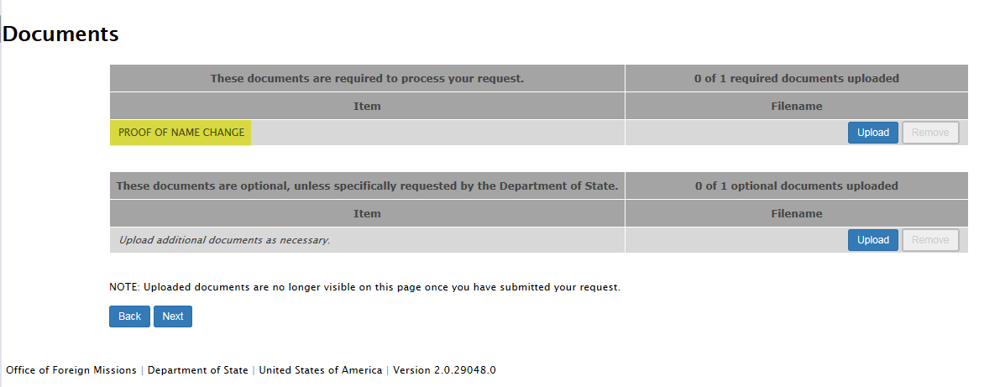 Documents
These documents are required to process your request.
0 of 1 required documents uploaded
Item
Filename
PROOF OF NAME CHANGE
Upload
Remove
These documents are optional, unless specifically requested by the Department of State.
0 of 1 optional documents uploaded
Item
Filename
Upload additional documents as necessary.
Upload
Remove
NOTE: Uploaded documents are no longer visible on this page once you have submitted your request.
Back
Next
Office of Foreign Missions | Department of State | United States of America | Version 2.0.29048.0